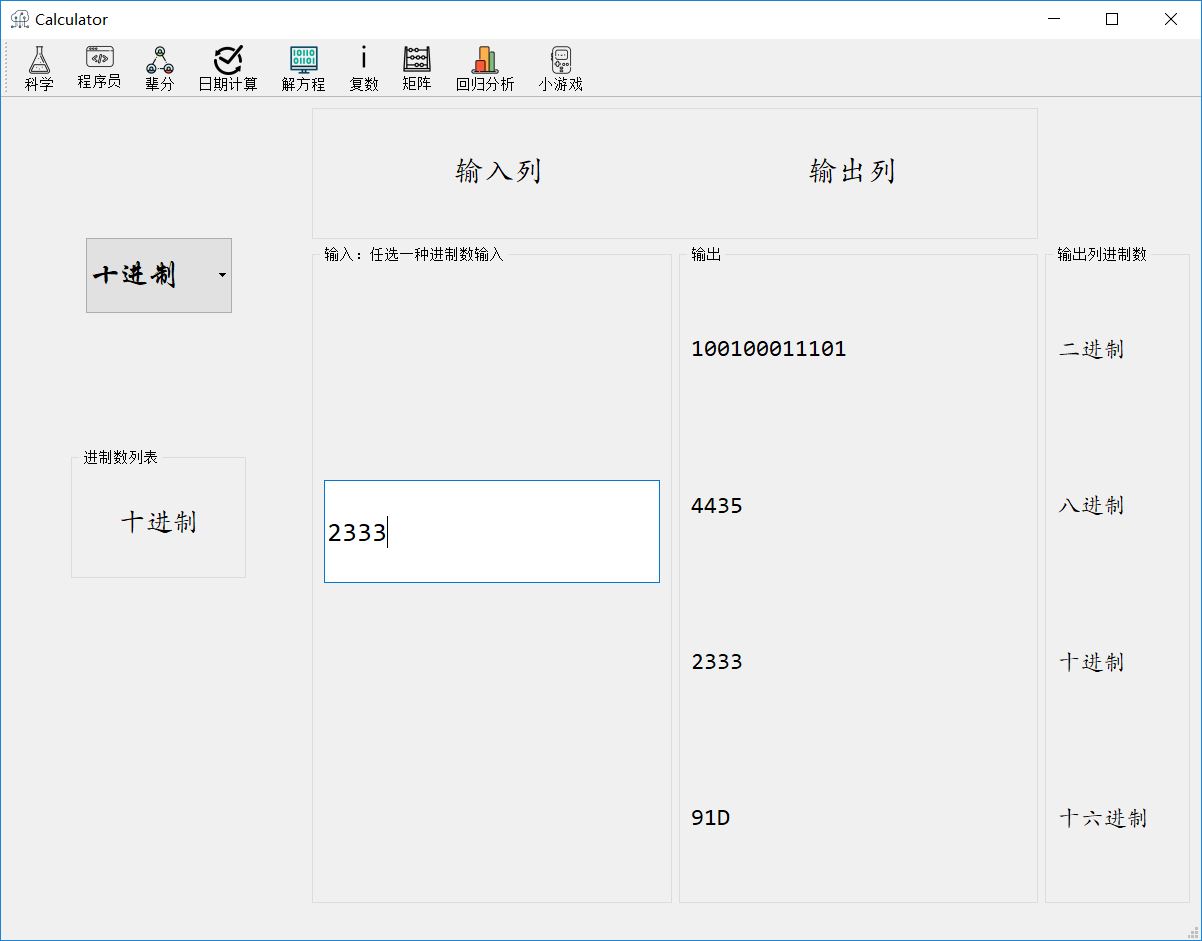 Calculator
科学 程序员 辈分 日期计算 解方程 复数 矩阵 回归分析 小游戏
输入列 输出列
十进制
进制数列表
十进制
输入：任选一种进制数输入
2333
输出
100100011101
4435
2333
91D
输出列进制数
二进制
八进制
十进制
十六进制